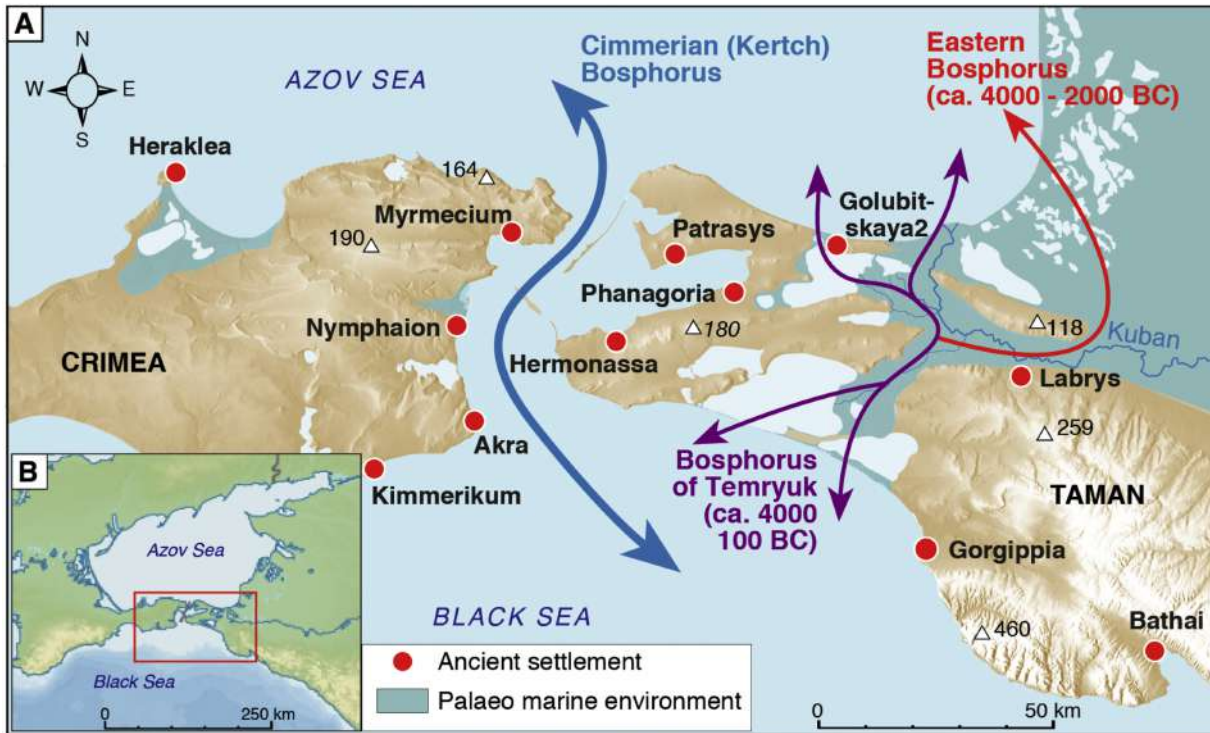 A
N
W
E
S
AZOV SEA
Cimmerian (Kertch)
Bosphorus
Eastern
Bosphorus
(ca. 4000 - 2000 BC)
Heraklea
164
Myrmecium
190
Golubit-
skaya2
Patrasys
Phanagoria
Nymphaion
180
118
Kuban
CRIMEA
Hermonassa
Labrys
Akra
259
Bosphorus
of Temryuk
(ca. 4000
100 BC)
TAMAN
Kimmerikum
Gorgippia
460
Bathai
BLACK SEA
B
Azov Sea
Black Sea
0
250 km
Ancient settlement
Palaeo marine environment
0
50 km